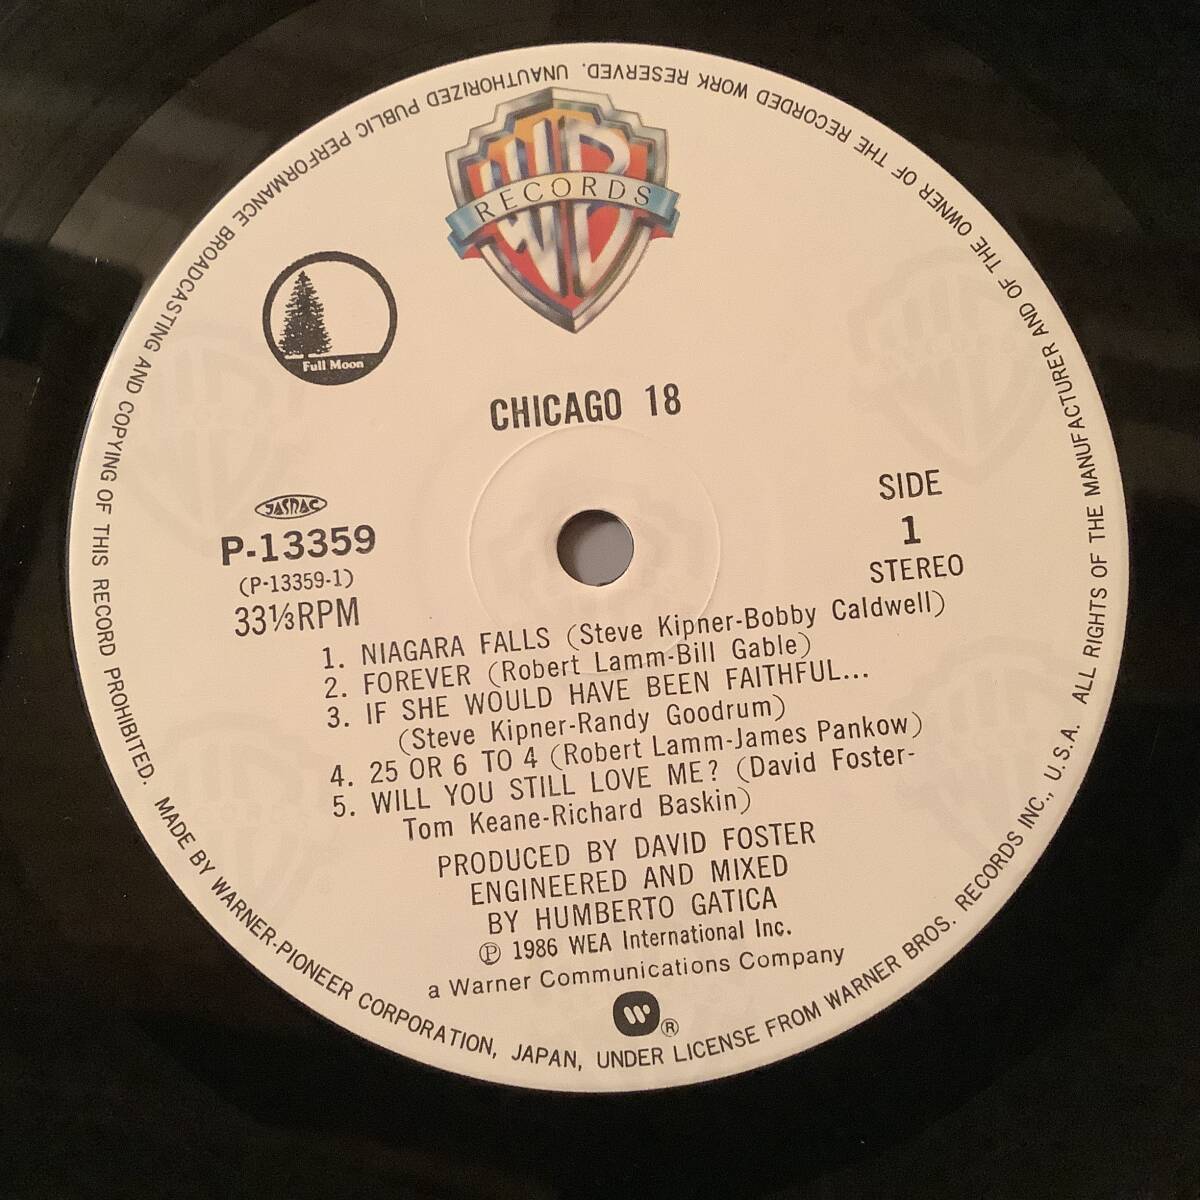 WB
RECORDS
Full Moon
CHICAGO 18
JASRAC
P-13359
(P-13359-1)
33⅓RPM
SIDE
1
STEREO
1. NIAGARA FALLS (Steve Kipner-Bobby Caldwell)
2. FOREVER (Robert Lamm-Bill Gable)
3. IF SHE WOULD HAVE BEEN FAITHFUL...
(Steve Kipner-Randy Goodrum)
4. 25 OR 6 TO 4 (Robert Lamm-James Pankow)
5. WILL YOU STILL LOVE ME? (David Foster-
Tom Keane-Richard Baskin)
PRODUCED BY DAVID FOSTER
ENGINEERED AND MIXED
BY HUMBERTO GATICA
℗ 1986 WEA International Inc.
a Warner Communications Company
W ®
MADE BY WARNER-PIONEER CORPORATION, JAPAN, UNDER LICENSE FROM WARNER BROS. RECORDS INC., U.S.A. ALL RIGHTS OF THE MANUFACTURER AND OF THE OWNER OF THE RECORDED WORK RESERVED. UNAUTHORIZED PUBLIC PERFORMANCE BROADCASTING AND COPYING OF THIS RECORD PROHIBITED.